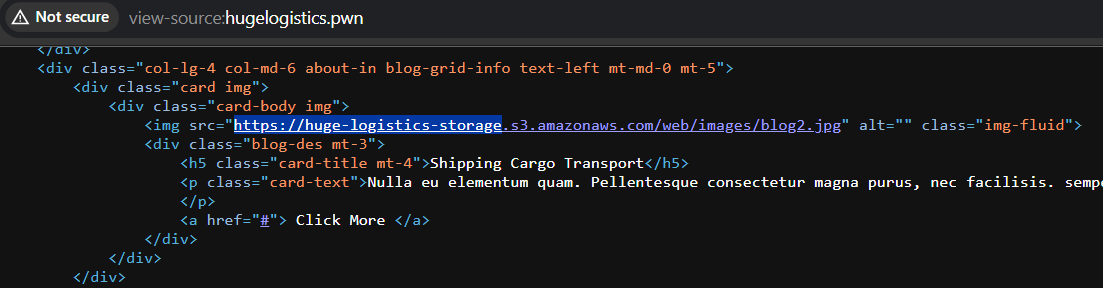 Not secure view-source:hugelogistics.pwn
</div>
<div class="col-lg-4 col-md-6 about-in blog-grid-info text-left mt-md-0 mt-5">
<div class="card img">
<div class="card-body img">
<img src="https://huge-logistics-storage.s3.amazonaws.com/web/images/blog2.jpg" alt="" class="img-fluid">
<div class="blog-des mt-3">
<h5 class="card-title mt-4">Shipping Cargo Transport</h5>
<p class="card-text">Nulla eu elementum quam. Pellentesque consectetur magna purus, nec facilisis. sempe
</p>
<a href="#"> Click More </a>
</div>
</div>
</div>